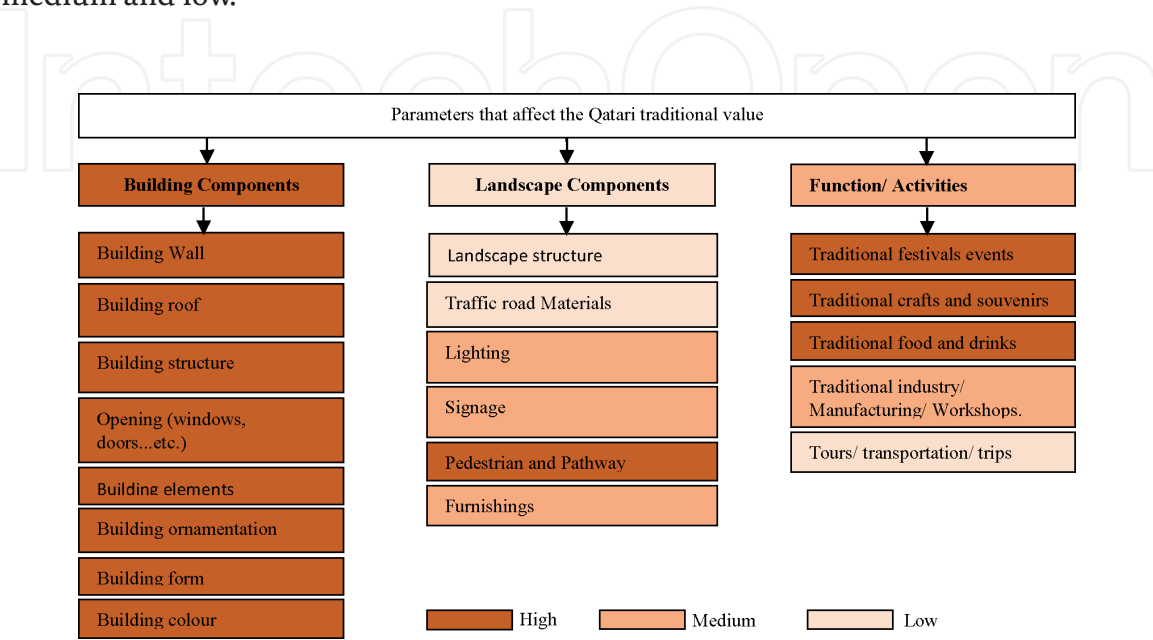 medium and low.
IntechOpen
Parameters that affect the Qatari traditional value
Building Components
Building Wall
Building roof
Building structure
Opening (windows,
doors...etc.)
Building elements
Building ornamentation
Building form
Building colour
Landscape Components
Landscape structure
Traffic road Materials
Lighting
Signage
Pedestrian and Pathway
Furnishings
Function/ Activities
Traditional festivals events
Traditional crafts and souvenirs
Traditional food and drinks
Traditional industry/
Manufacturing/ Workshops.
Tours/ transportation/ trips
High
Medium
Low